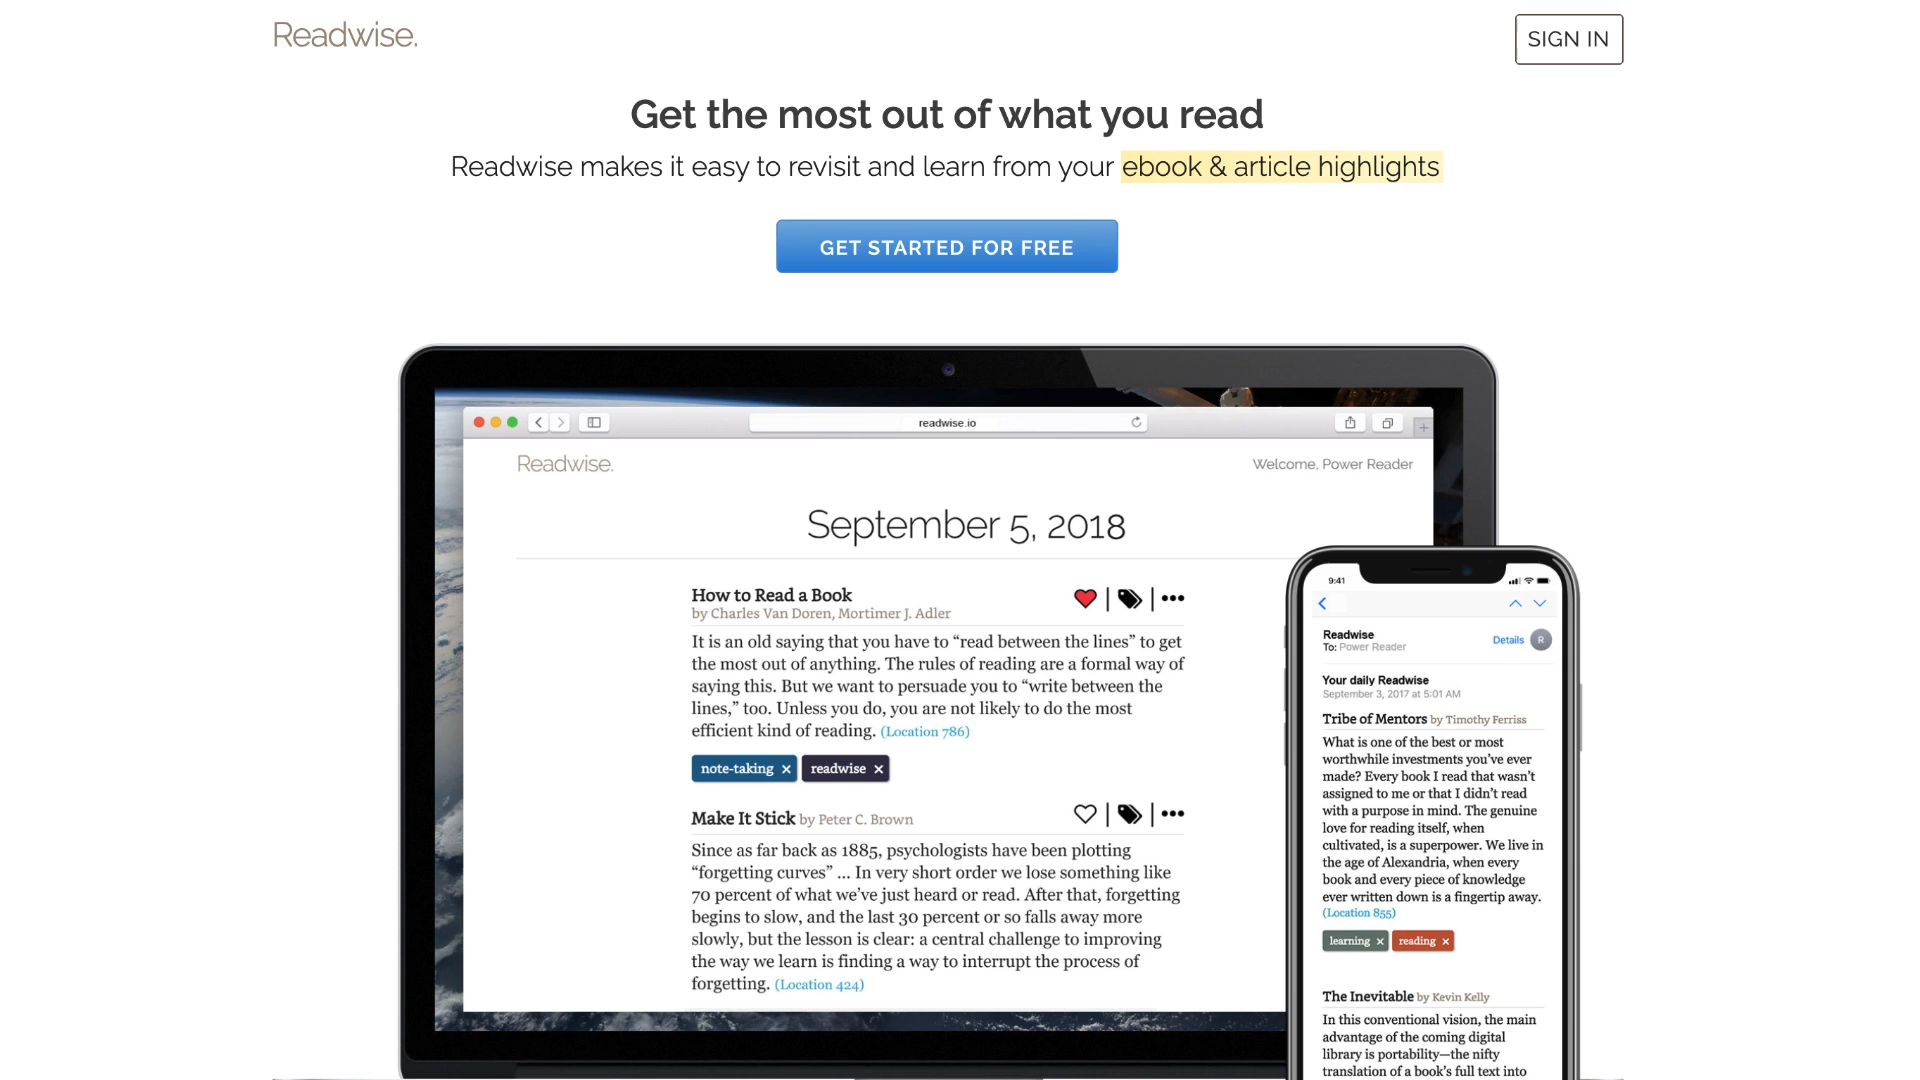 Readwise.
SIGN IN
Get the most out of what you read
Readwise makes it easy to revisit and learn from your ebook & article highlights
GET STARTED FOR FREE
readwise.io
Readwise.
Welcome, Power Reader
September 5, 2018
How to Read a Book
by Charles Van Doren, Mortimer J. Adler
It is an old saying that you have to “read between the lines” to get
the most out of anything. The rules of reading are a formal way of
saying this. But we want to persuade you to “write between the
lines,” too. Unless you do, you are not likely to do the most
efficient kind of reading. (Location 786)
note-taking ×
readwise ×
Make It Stick by Peter C. Brown
Since as far back as 1885, psychologists have been plotting
“forgetting curves” ... In very short order we lose something like
70 percent of what we’ve just heard or read. After that, forgetting
begins to slow, and the last 30 percent or so falls away more
slowly, but the lesson is clear: a central challenge to improving
the way we learn is finding a way to interrupt the process of
forgetting. (Location 424)
9:41
Readwise
To: Power Reader
Details
R
Your daily Readwise
September 3, 2017 at 5:01 AM
Tribe of Mentors by Timothy Ferriss
What is one of the best or most
worthwhile investments you’ve ever
made? Every book I read that wasn’t
assigned to me or that I didn’t read
with a purpose in mind. The genuine
love for reading itself, when
cultivated, is a superpower. We live in
the age of Alexandria, when every
book and every piece of knowledge
ever written down is a fingertip away.
(Location 855)
learning ×
reading ×
The Inevitable by Kevin Kelly
In this conventional vision, the main
advantage of the coming digital
library is portability—the nifty
translation of a book’s full text into